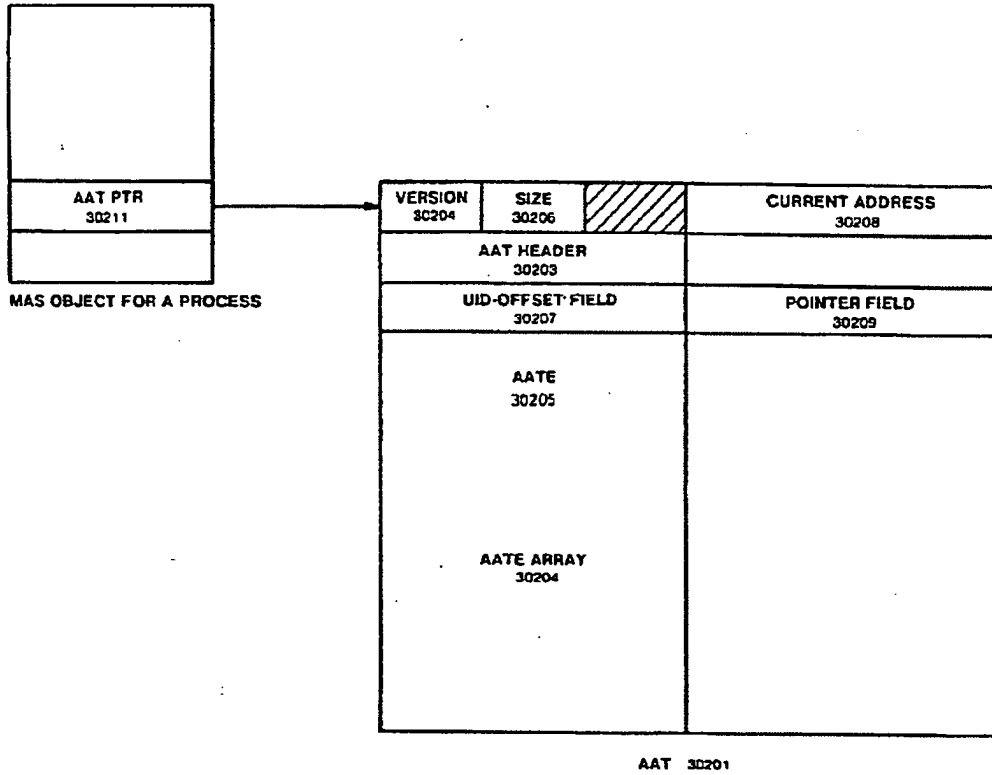 AAT PTR
30211
MAS OBJECT FOR A PROCESS
VERSION
30204
SIZE
30206
CURRENT ADDRESS
30208
AAT HEADER
30203
UID-OFFSET FIELD
30207
POINTER FIELD
30209
AATE
30205
AATE ARRAY
30204
AAT 30201